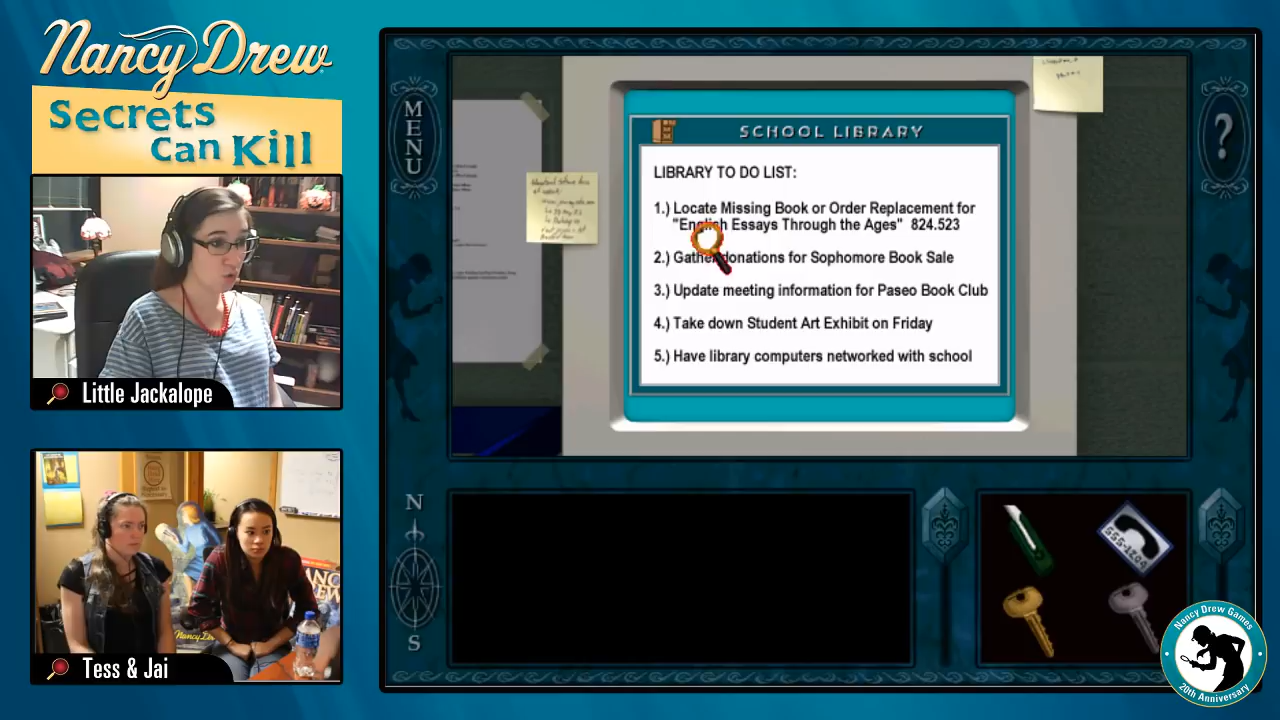 Nancy Drew
Secrets
Can Kill
Little Jackalope
Tess & Jai
MENU
?
SCHOOL LIBRARY
LIBRARY TO DO LIST:
1.) Locate Missing Book or Order Replacement for
"English Essays Through the Ages" 824.523
2.) Gather donations for Sophomore Book Sale
3.) Update meeting information for Paseo Book Club
4.) Take down Student Art Exhibit on Friday
5.) Have library computers networked with school
N
S
555-1204
Nancy Drew Games
20th Anniversary